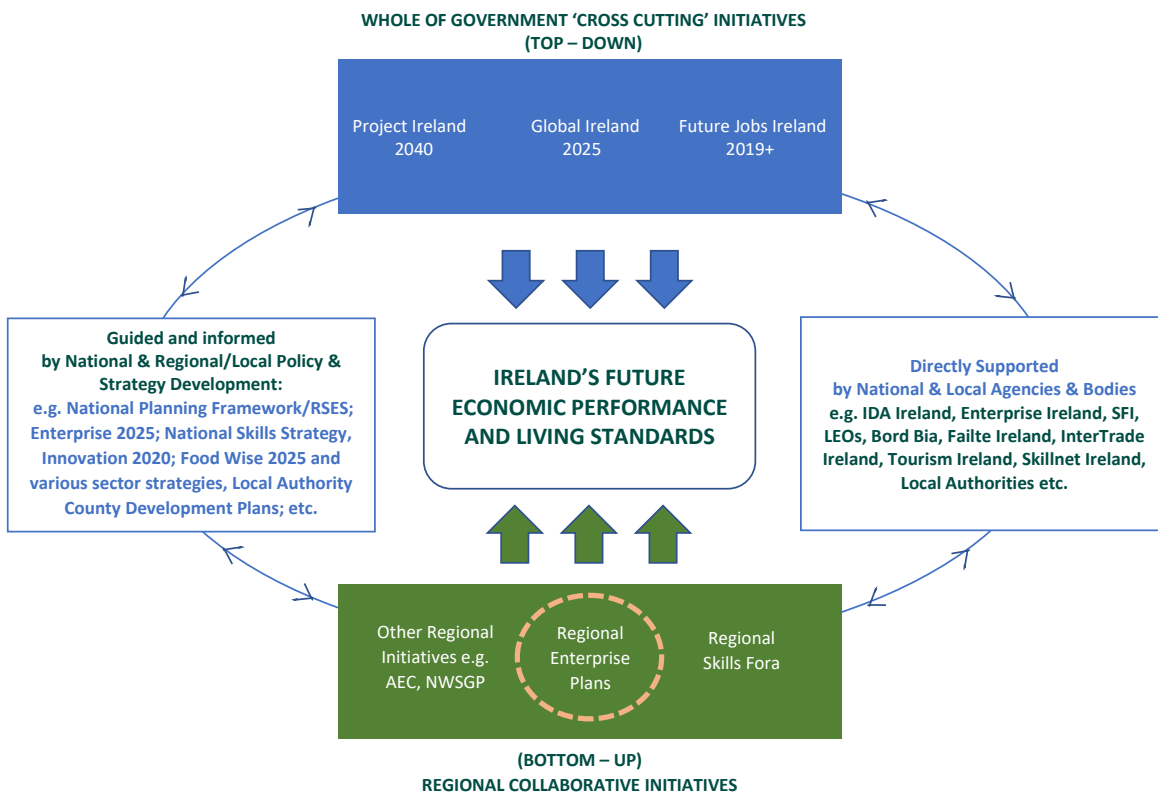 WHOLE OF GOVERNMENT ‘CROSS CUTTING’ INITIATIVES
(TOP – DOWN)
Project Ireland
2040
Global Ireland
2025
Future Jobs Ireland
2019+
Guided and informed
by National & Regional/Local Policy &
Strategy Development:
e.g. National Planning Framework/RSES;
Enterprise 2025; National Skills Strategy,
Innovation 2020; Food Wise 2025 and
various sector strategies, Local Authority
County Development Plans; etc.
IRELAND’S FUTURE
ECONOMIC PERFORMANCE
AND LIVING STANDARDS
Directly Supported
by National & Local Agencies & Bodies
e.g. IDA Ireland, Enterprise Ireland, SFI,
LEOs, Bord Bia, Failte Ireland, InterTrade
Ireland, Tourism Ireland, Skillnet Ireland,
Local Authorities etc.
Other Regional
Initiatives e.g.
AEC, NWSGP
Regional
Enterprise
Plans
Regional
Skills Fora
(BOTTOM – UP)
REGIONAL COLLABORATIVE INITIATIVES